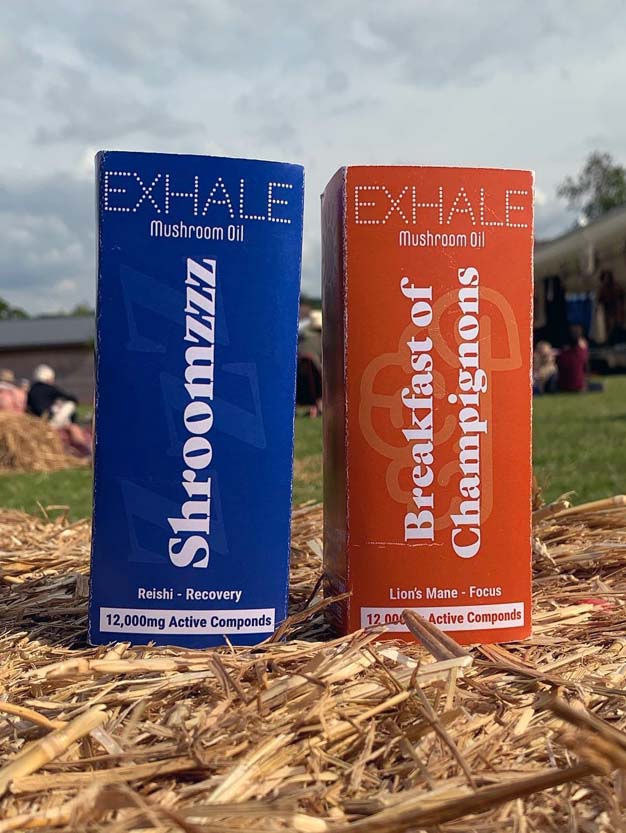 EXHALE
Mushroom Oil
Shroomzzz
Reishi - Recovery
12,000mg Active Componds
EXHALE
Mushroom Oil
Breakfast of
Champignons
Lion's Mane - Focus
Active Componds